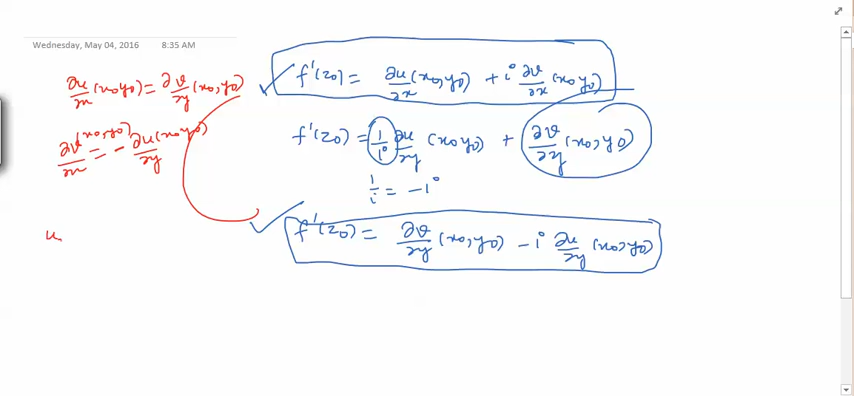 Wednesday, May 04, 2016 8:35 AM
∂u/∂x (x0,y0) = ∂v/∂y (x0,y0)
∂v/∂x (x0,y0) = - ∂u/∂y (x0,y0)
u
f'(z0) = ∂u/∂x (x0,y0) + i ∂v/∂x (x0,y0)
f'(z0) = 1/i ∂u/∂y (x0,y0) + ∂v/∂y (x0,y0)
1/i = -i
f'(z0) = ∂v/∂y (x0,y0) - i ∂u/∂y (x0,y0)